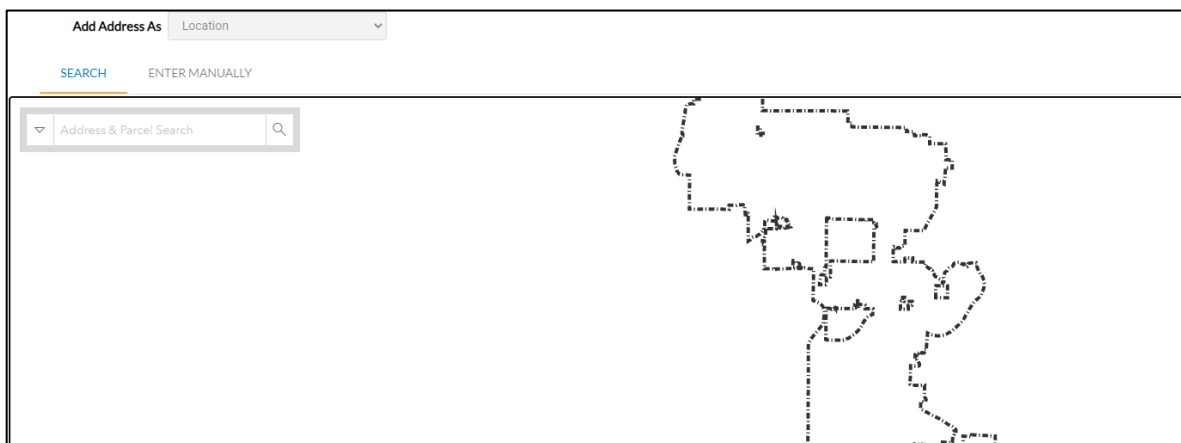 Add Address As Location
SEARCH ENTER MANUALLY
Address & Parcel Search